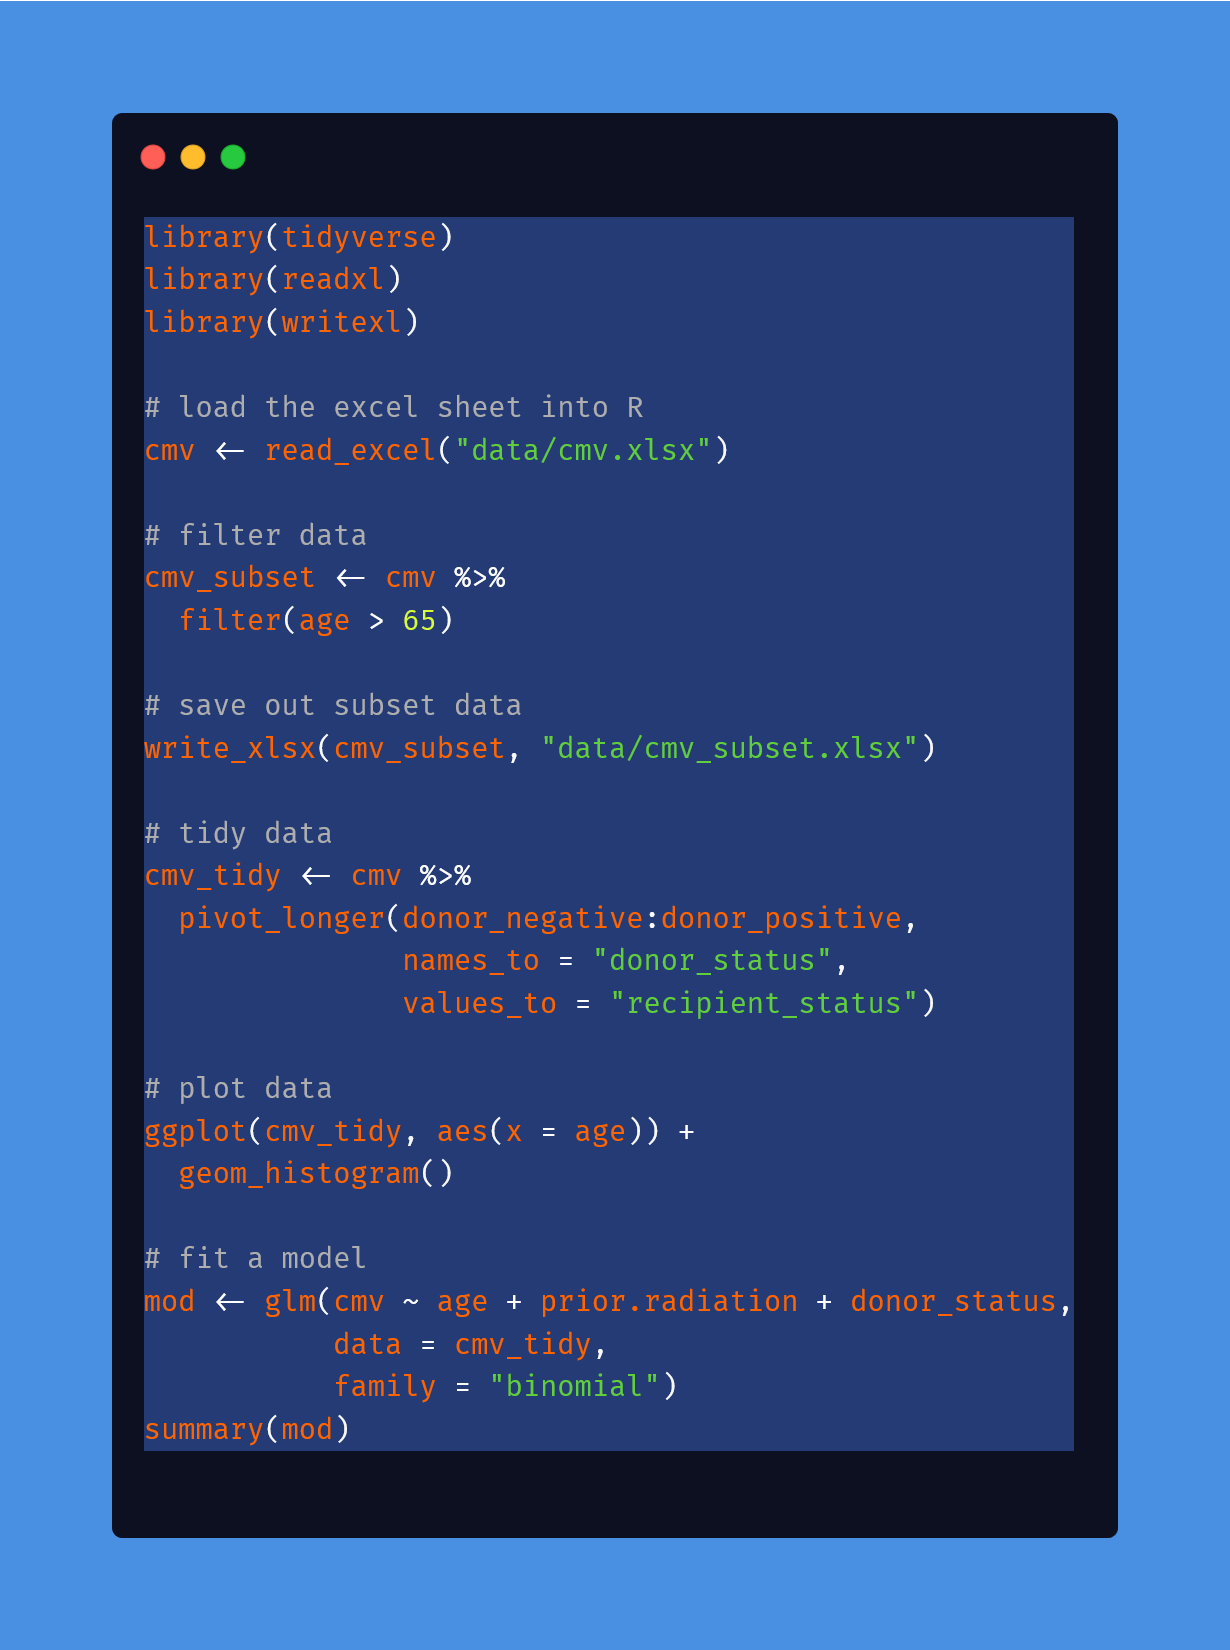 library(tidyverse)
library(readxl)
library(writexl)
# load the excel sheet into R
cmv <- read_excel("data/cmv.xlsx")
# filter data
cmv_subset <- cmv %>%
  filter(age > 65)
# save out subset data
write_xlsx(cmv_subset, "data/cmv_subset.xlsx")
# tidy data
cmv_tidy <- cmv %>%
  pivot_longer(donor_negative:donor_positive,
               names_to = "donor_status",
               values_to = "recipient_status")
# plot data
ggplot(cmv_tidy, aes(x = age)) +
  geom_histogram()
# fit a model
mod <- glm(cmv ~ age + prior.radiation + donor_status,
           data = cmv_tidy,
           family = "binomial")
summary(mod)